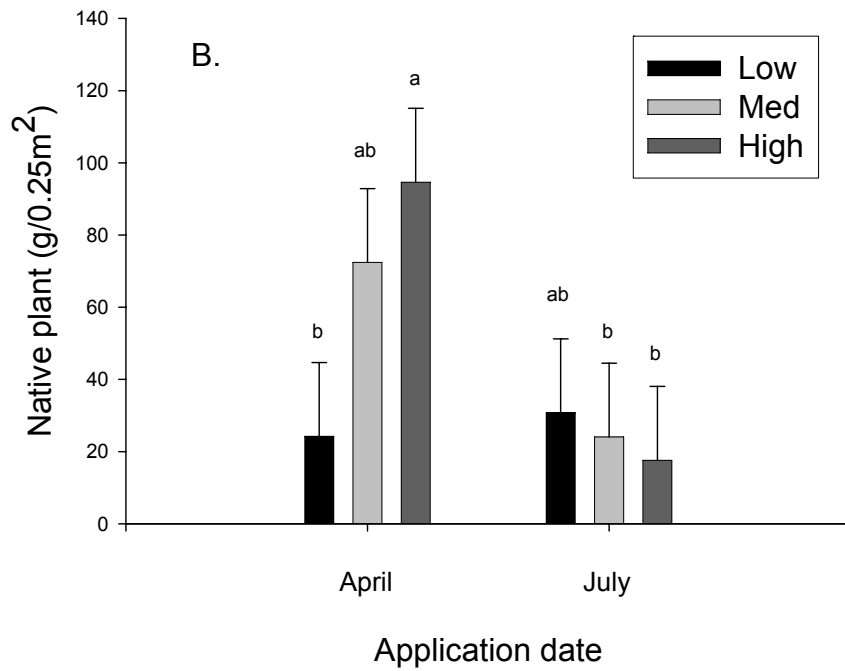 140
B.
Low
Med
High
120
a
100
ab
80
60
ab
b
b
b
40
20
0
Native plant (g/0.25m²)
April
July
Application date